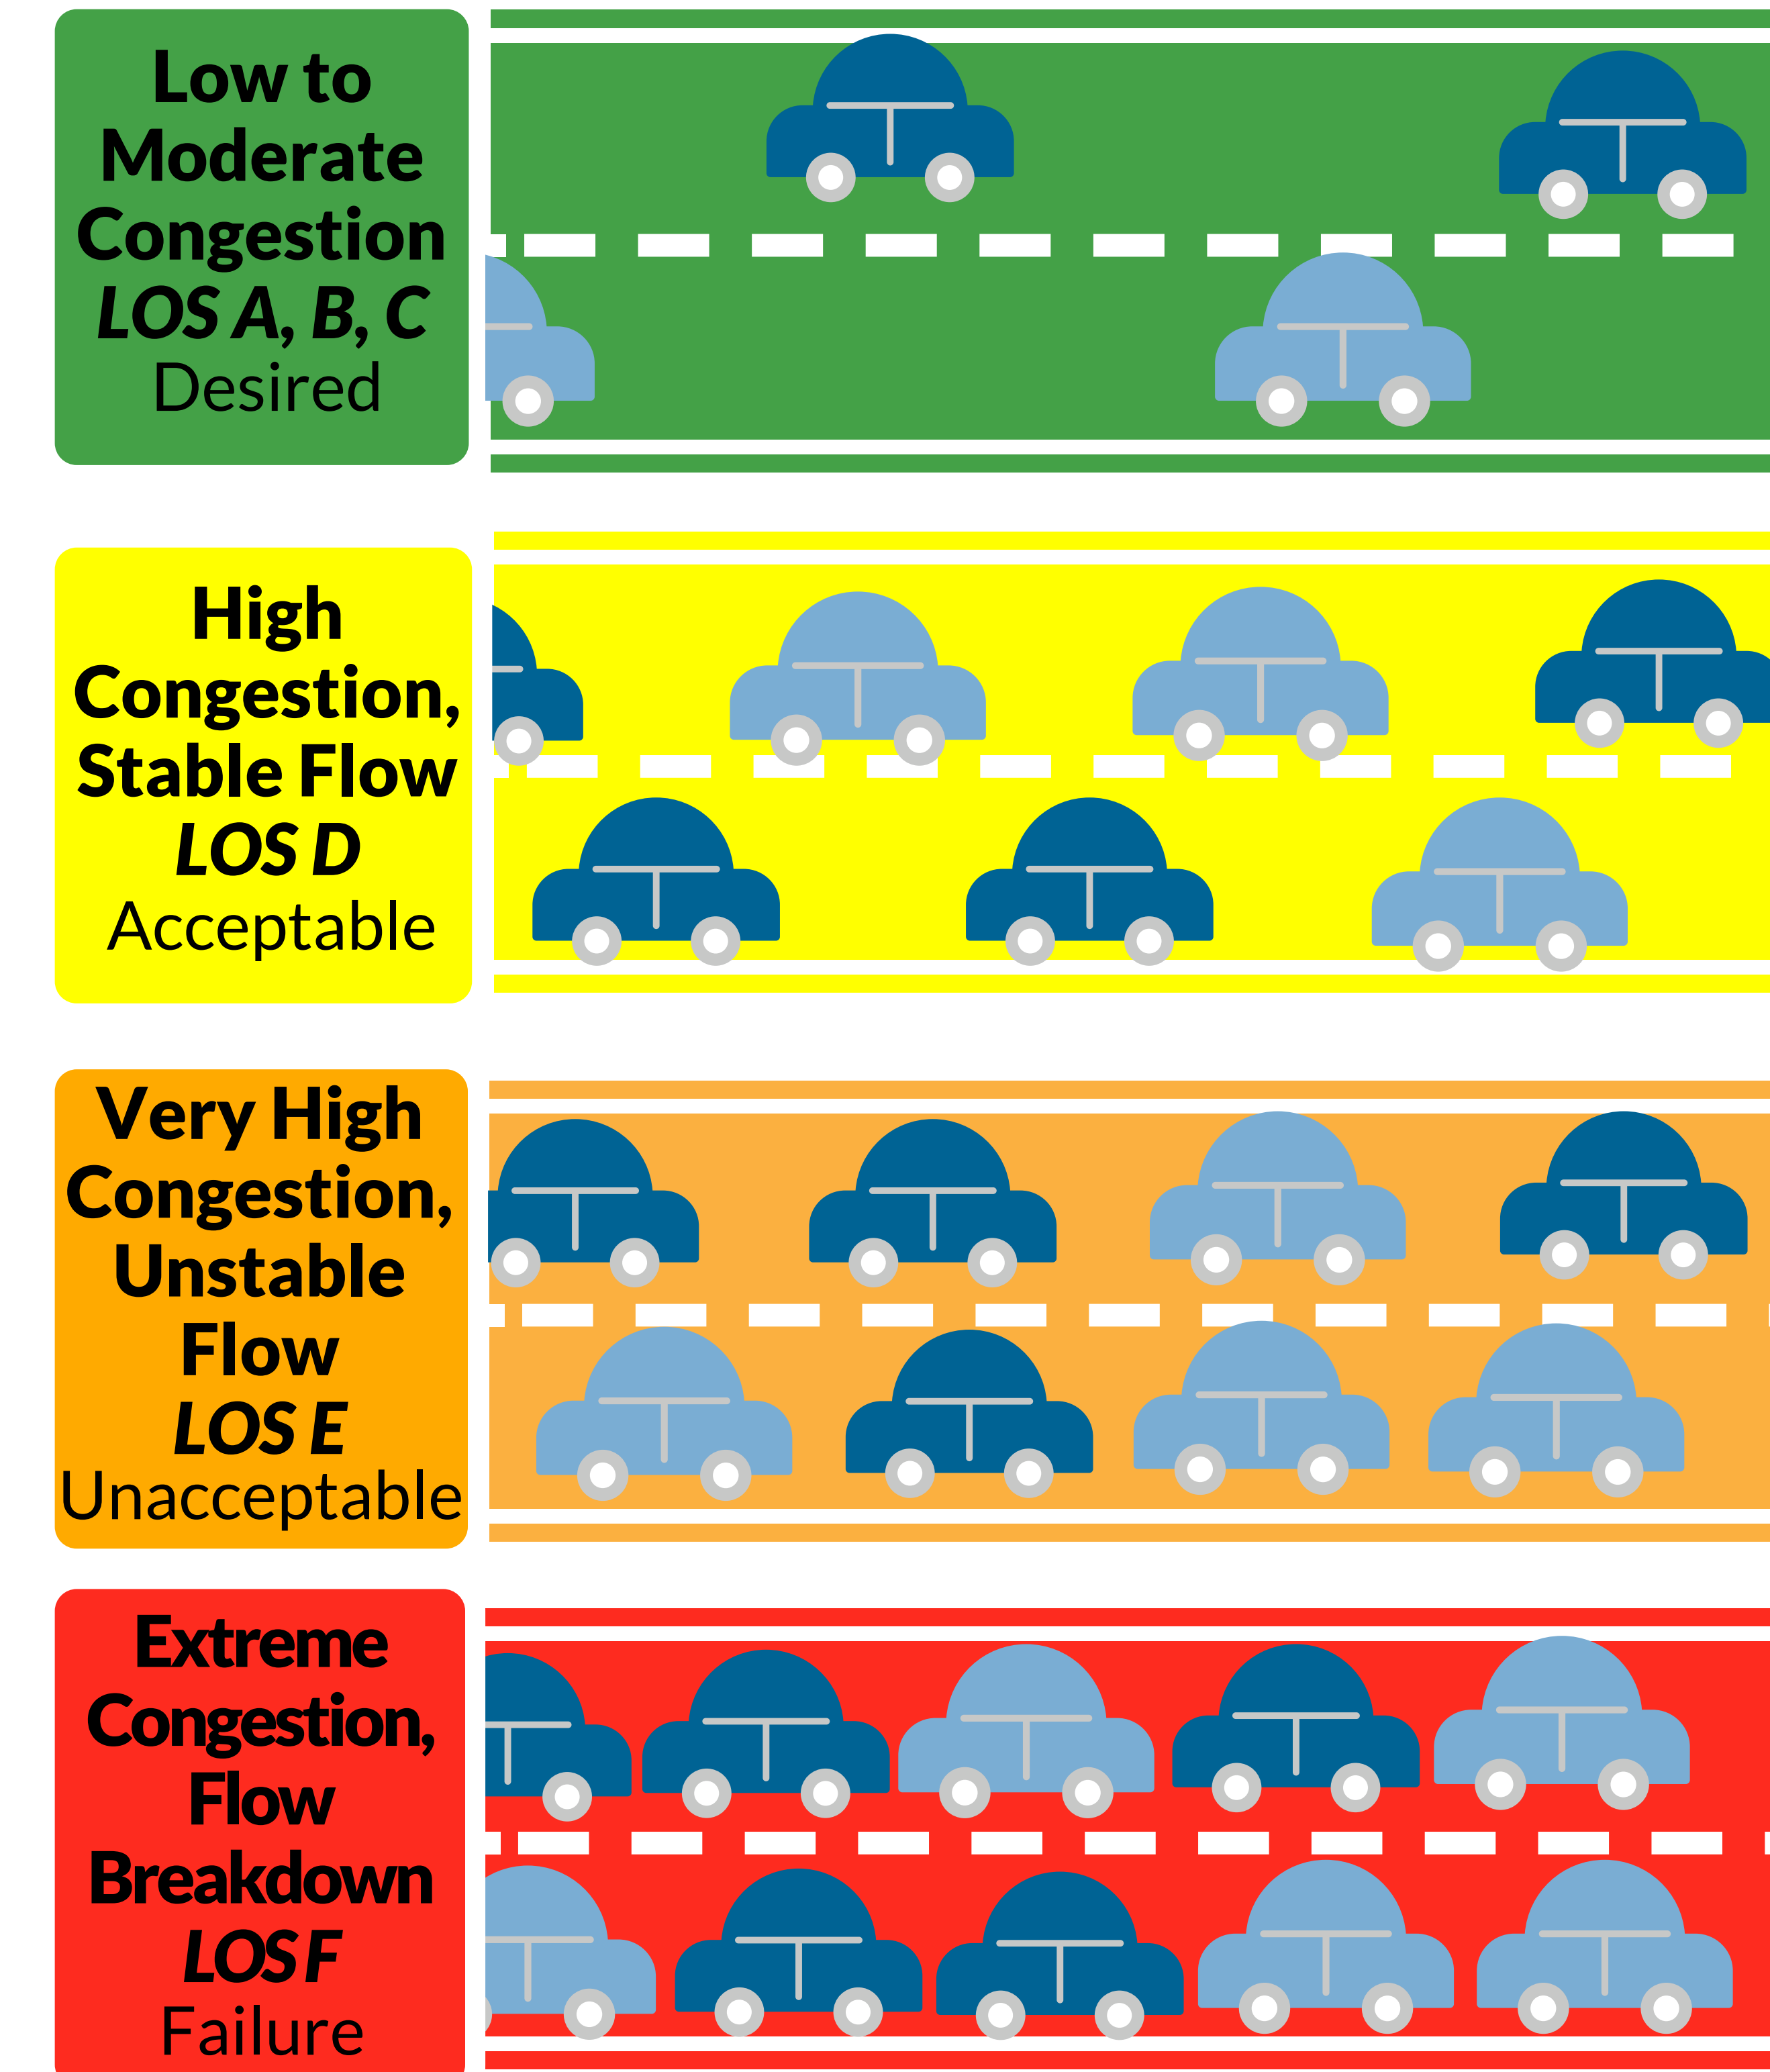 Low to
Moderate
Congestion
LOS A, B, C
Desired
High
Congestion,
Stable Flow
LOS D
Acceptable
Very High
Congestion,
Unstable
Flow
LOS E
Unacceptable
Extreme
Congestion,
Flow
Breakdown
LOS F
Failure